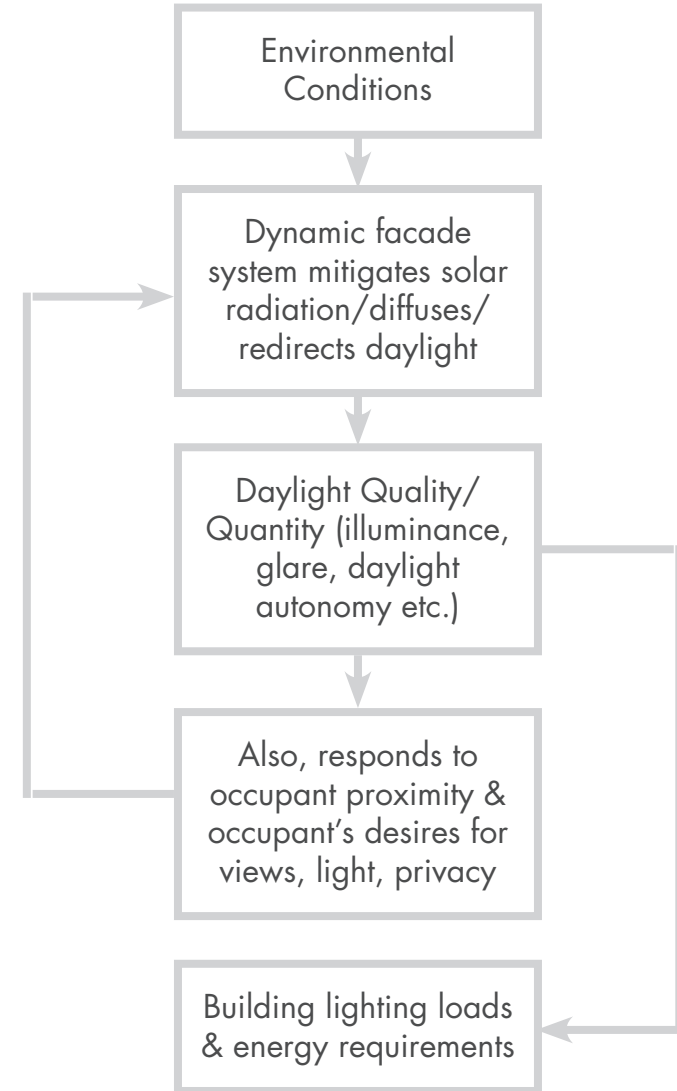 Environmental
Conditions
Dynamic facade
system mitigates solar
radiation/diffuses/
redirects daylight
Daylight Quality/
Quantity (illuminance,
glare, daylight
autonomy etc.)
Also, responds to
occupant proximity &
occupant's desires for
views, light, privacy
Building lighting loads
& energy requirements